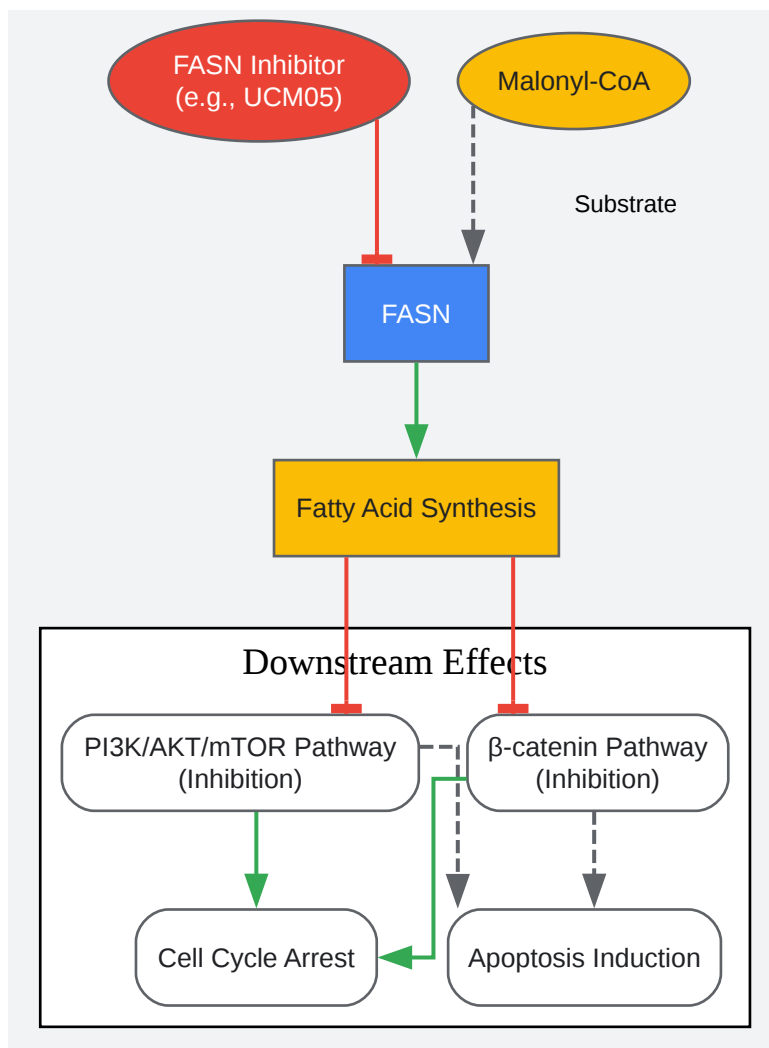 FASN Inhibitor
(e.g., UCM05)
Malonyl-CoA
Substrate
FASN
Fatty Acid Synthesis
Downstream Effects
PI3K/AKT/mTOR Pathway
(Inhibition)
β-catenin Pathway
(Inhibition)
Cell Cycle Arrest
Apoptosis Induction